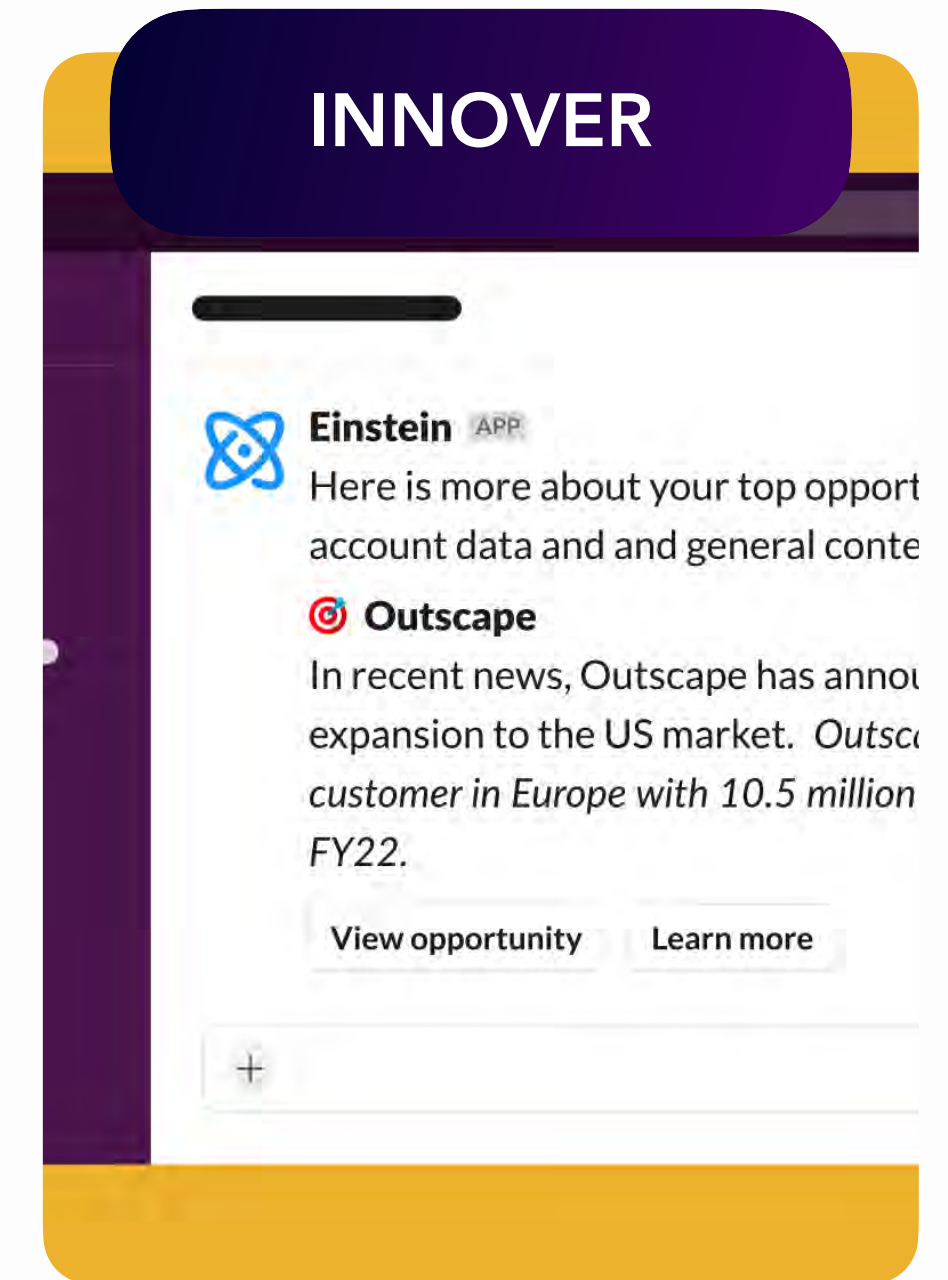 INNOVER
Einstein APP
Here is more about your top opport
account data and and general conte
Outscape
In recent news, Outscape has annou
expansion to the US market. Outsca
customer in Europe with 10.5 million
FY22.
View opportunity Learn more
+